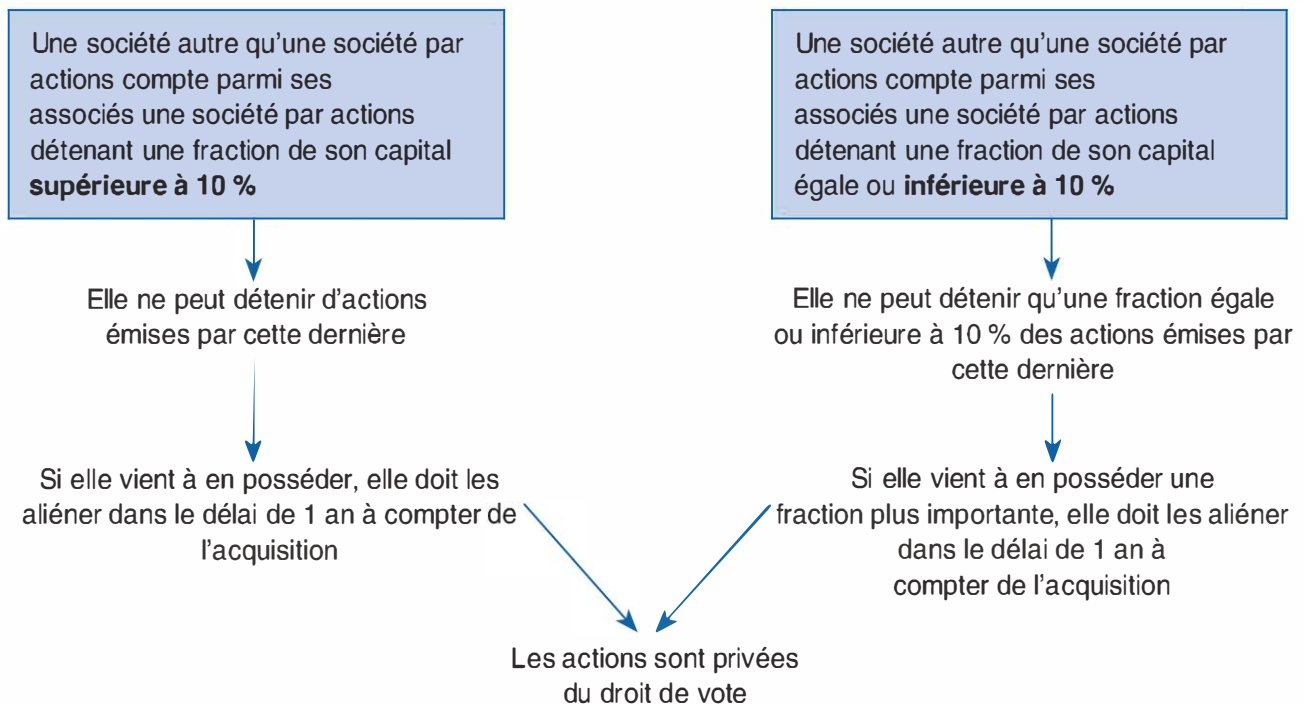 Une société autre qu'une société par
actions compte parmi ses
associés une société par actions
détenant une fraction de son capital
supérieure à 10 %
Elle ne peut détenir d'actions
émises par cette dernière
Si elle vient à en posséder, elle doit les
aliéner dans le délai de 1 an à compter de
l'acquisition
Une société autre qu'une société par
actions compte parmi ses
associés une société par actions
détenant une fraction de son capital
égale ou inférieure à 10 %
Elle ne peut détenir qu'une fraction égale
ou inférieure à 10 % des actions émises par
cette dernière
Si elle vient à en posséder une
fraction plus importante, elle doit les aliéner
dans le délai de 1 an à
compter de l'acquisition
Les actions sont privées
du droit de vote